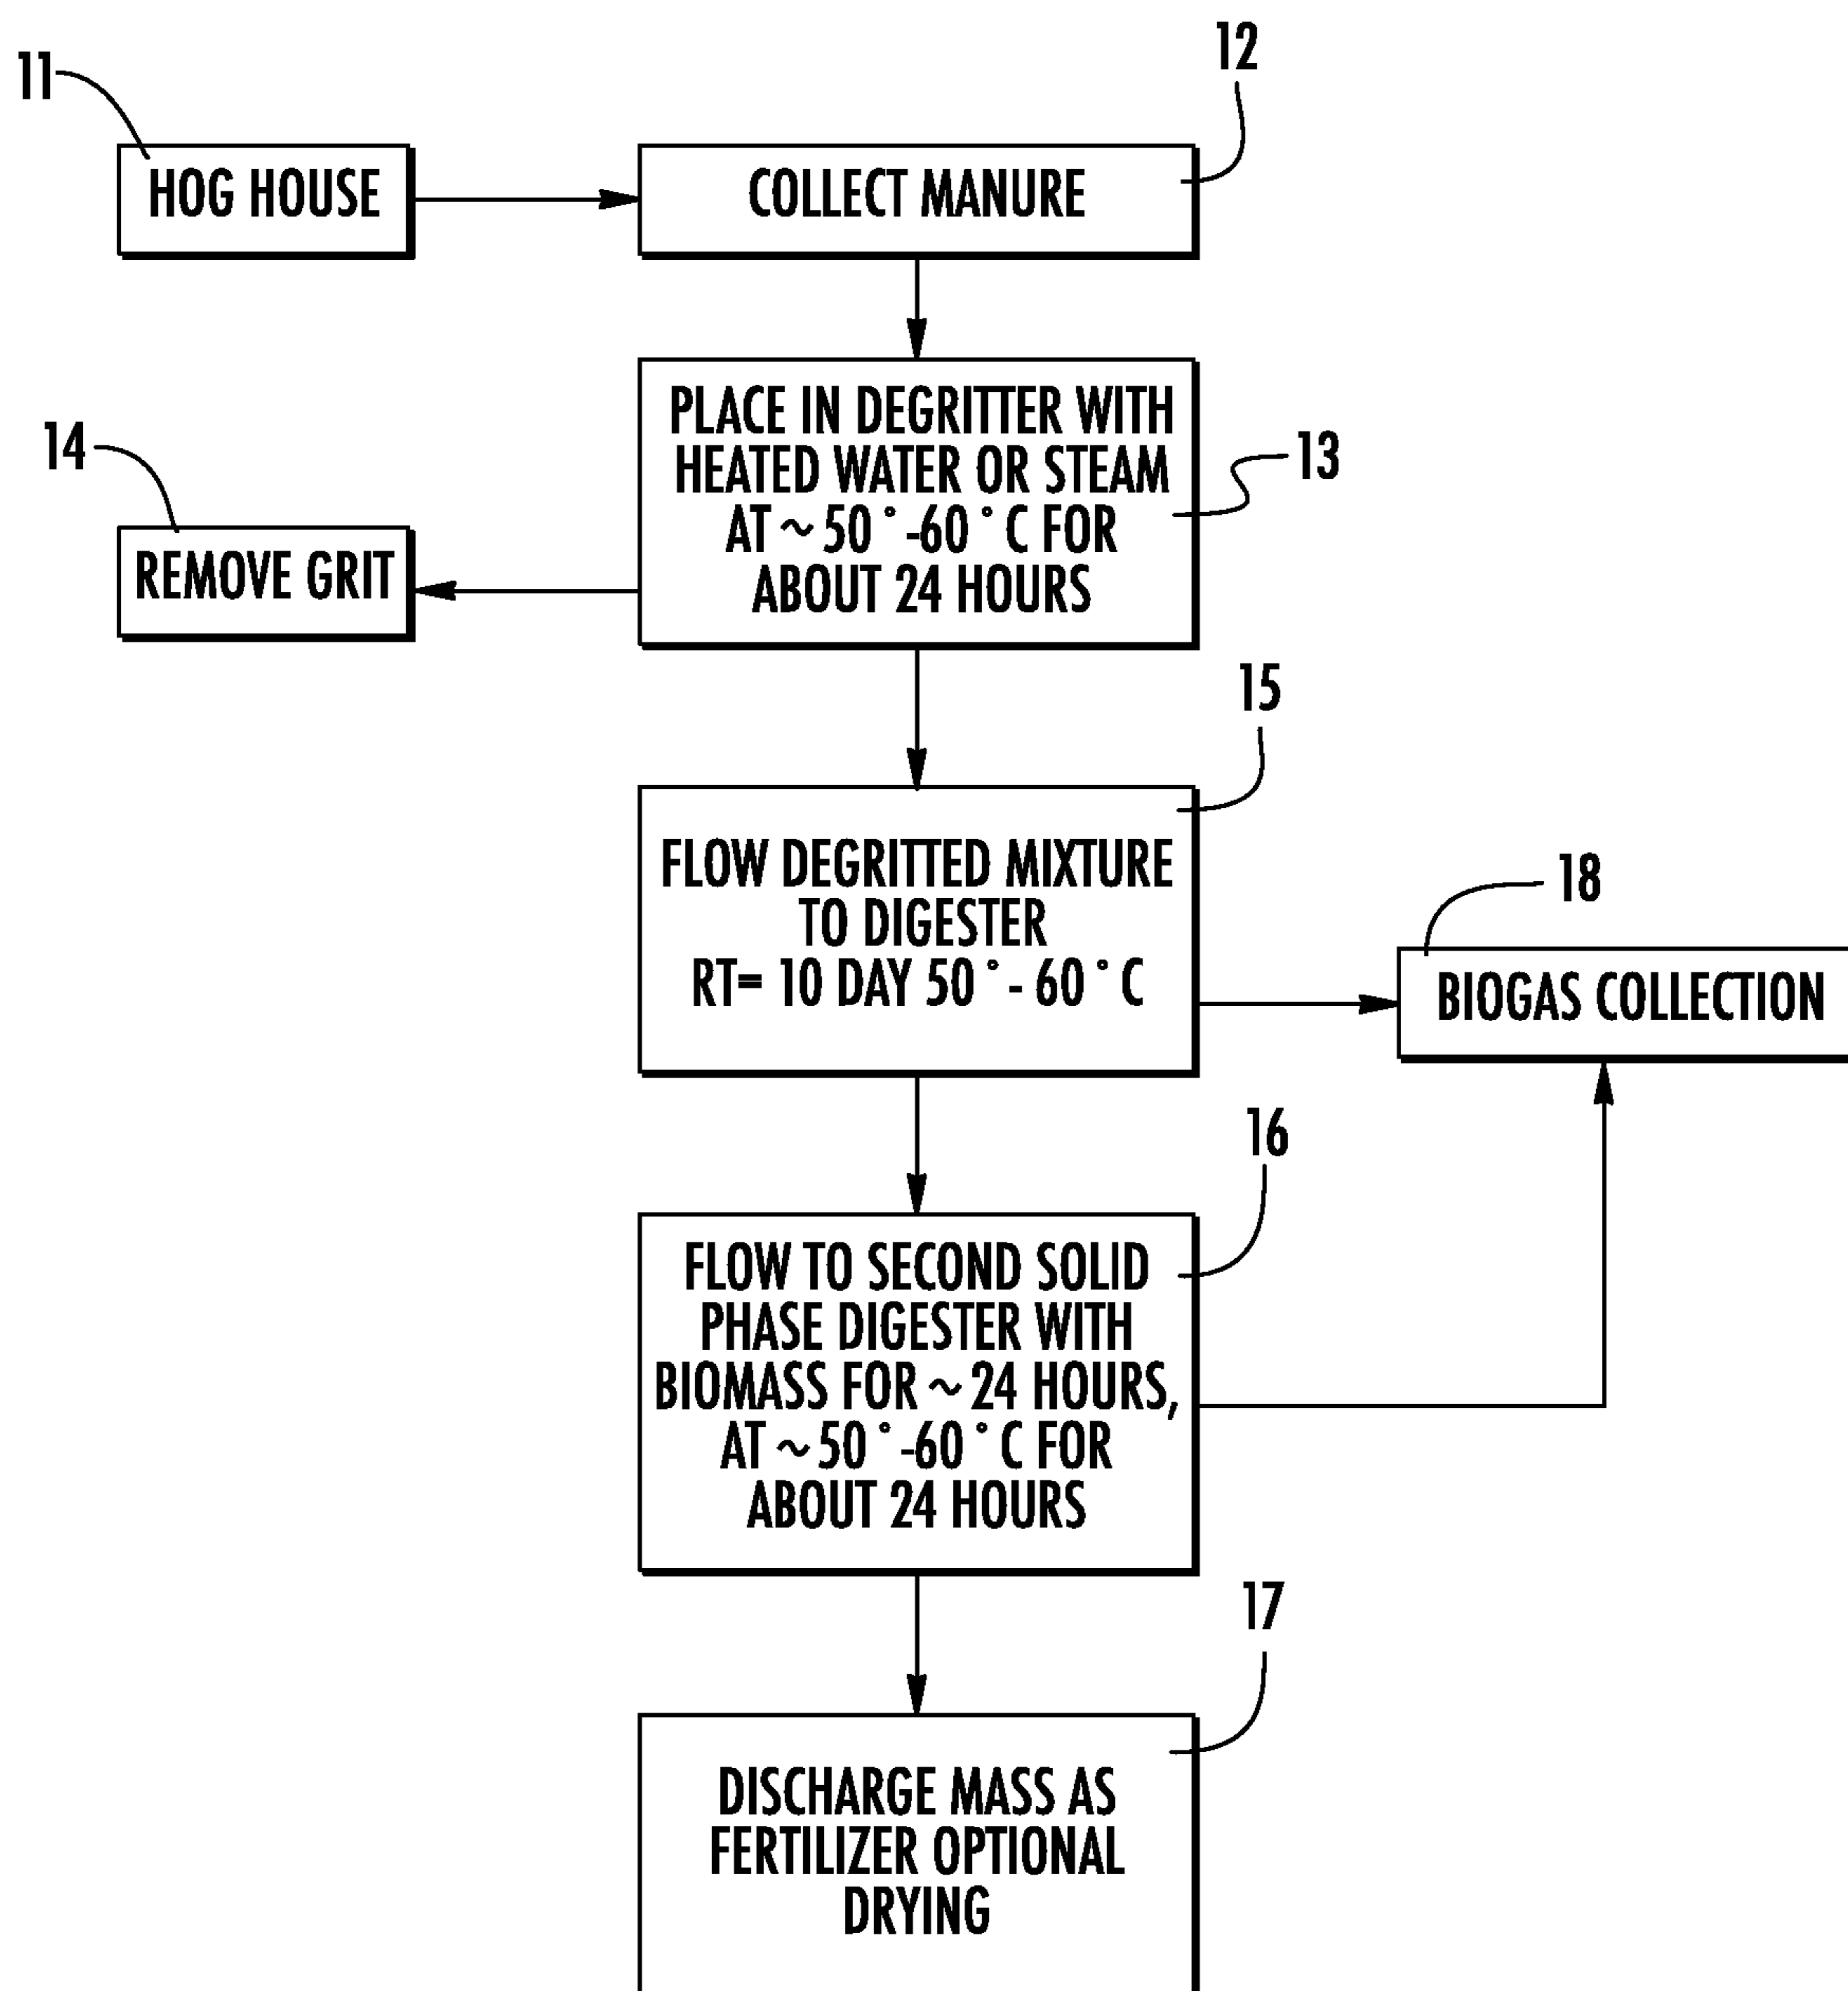 11
12
HOG HOUSE
COLLECT MANURE
PLACE IN DEGRITTER WITH
HEATED WATER OR STEAM
AT ~ 50°-60°C FOR
ABOUT 24 HOURS
13
14
REMOVE GRIT
15
FLOW DEGRITTED MIXTURE
TO DIGESTER
RT= 10 DAY 50°- 60°C
18
BIOGAS COLLECTION
16
FLOW TO SECOND SOLID
PHASE DIGESTER WITH
BIOMASS FOR ~24 HOURS,
AT ~50°-60°C FOR
ABOUT 24 HOURS
17
DISCHARGE MASS AS
FERTILIZER OPTIONAL
DRYING